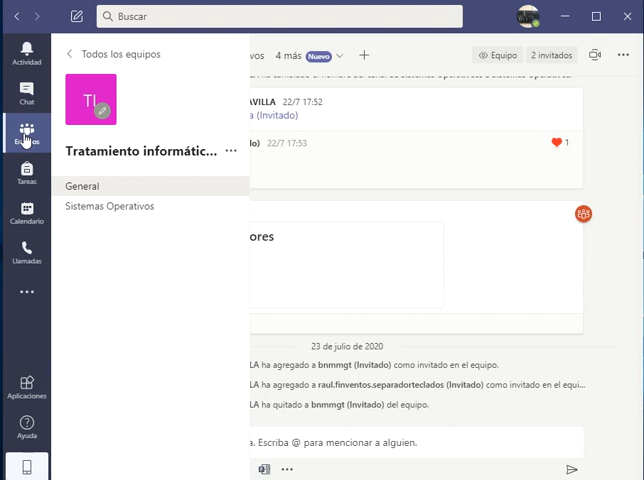 Buscar
Actividad
Chat
Equipos
Tareas
Calendario
Llamadas
Aplicaciones
Ayuda
Todos los equipos
TI
Tratamiento informátic...
General
Sistemas Operativos
vos 4 más Nuevo
Equipo
2 invitados
AVILLA 22/7 17:52
a (Invitado)
lo) 22/7 17:53
1
ores
23 de julio de 2020
LA ha agregado a bnmmgt (Invitado) como invitado en el equipo.
LA ha agregado a raul.finventos.separadorteclados (Invitado) como invitado en el equi...
LA ha quitado a bnmmgt (Invitado) del equipo.
a. Escriba @ para mencionar a alguien.